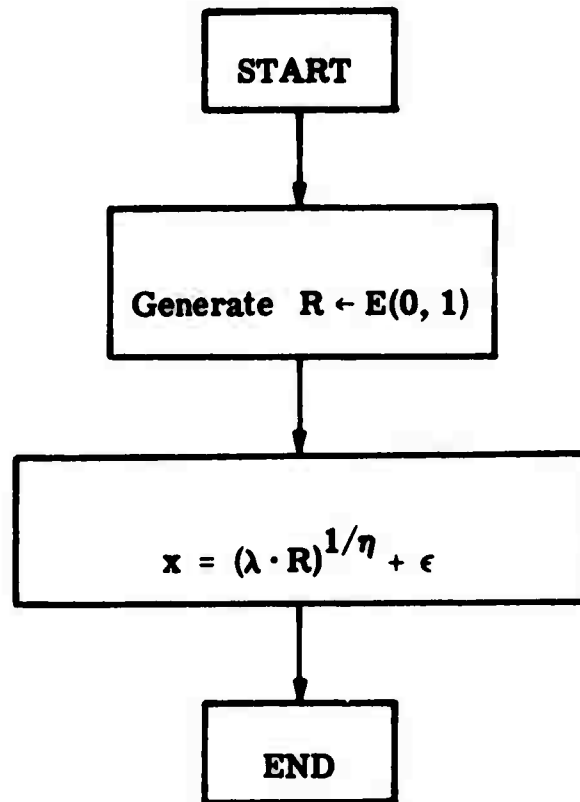 START
Generate R ← E(0, 1)
x = (λ · R)^{1/η} + ϵ
END